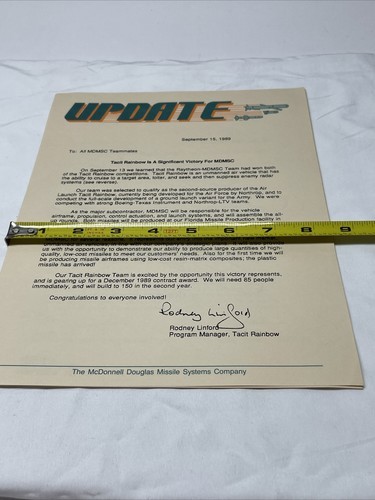 UPDATE
September 19, 1989
To: All MDMSC Teammates
Tacit Rainbow Is A Significant Victory For MDMSC
On September 13 we learned that the Raytheon-MDMSC Team had won both
of the Tacit Rainbow competitions. Tacit Rainbow is an unmanned air vehicle that has
the ability to cruise to a target area, loiter, and seek and then suppress enemy radar
systems (see reverse).
Our team was selected to qualify as the second-source producer of the Air
Launch Tacit Rainbow, currently being developed for the Air Force by Northrop, and to
conduct the full-scale development of a ground launch variant for the Army. We were
competing with strong Boeing-Texas Instrument and Northrop-LTV teams.
As the major subcontractor, MDMSC will be responsible for the vehicle
airframe, propulsion, control actuation, and launch systems, and will assemble the all-
up rounds. Both missiles will be produced at our Florida Missile Production facility in
1 2 3 4 5 6 7 8 9
us with the opportunity to demonstrate our ability to produce large quantities of high-
quality, low-cost missiles to meet our customers' needs. Also for the first time we will
be producing missile airframes using low-cost resin-matrix composites; the plastic
missile has arrived!
Our Tacit Rainbow Team is excited by the opportunity this victory represents,
and is gearing up for a December 1989 contract award. We will need 85 people
immediately, and will build to 150 in the second year.
Congratulations to everyone involved!
Rodney Linford
Rodney Linford
Program Manager, Tacit Rainbow
The McDonnell Douglas Missile Systems Company